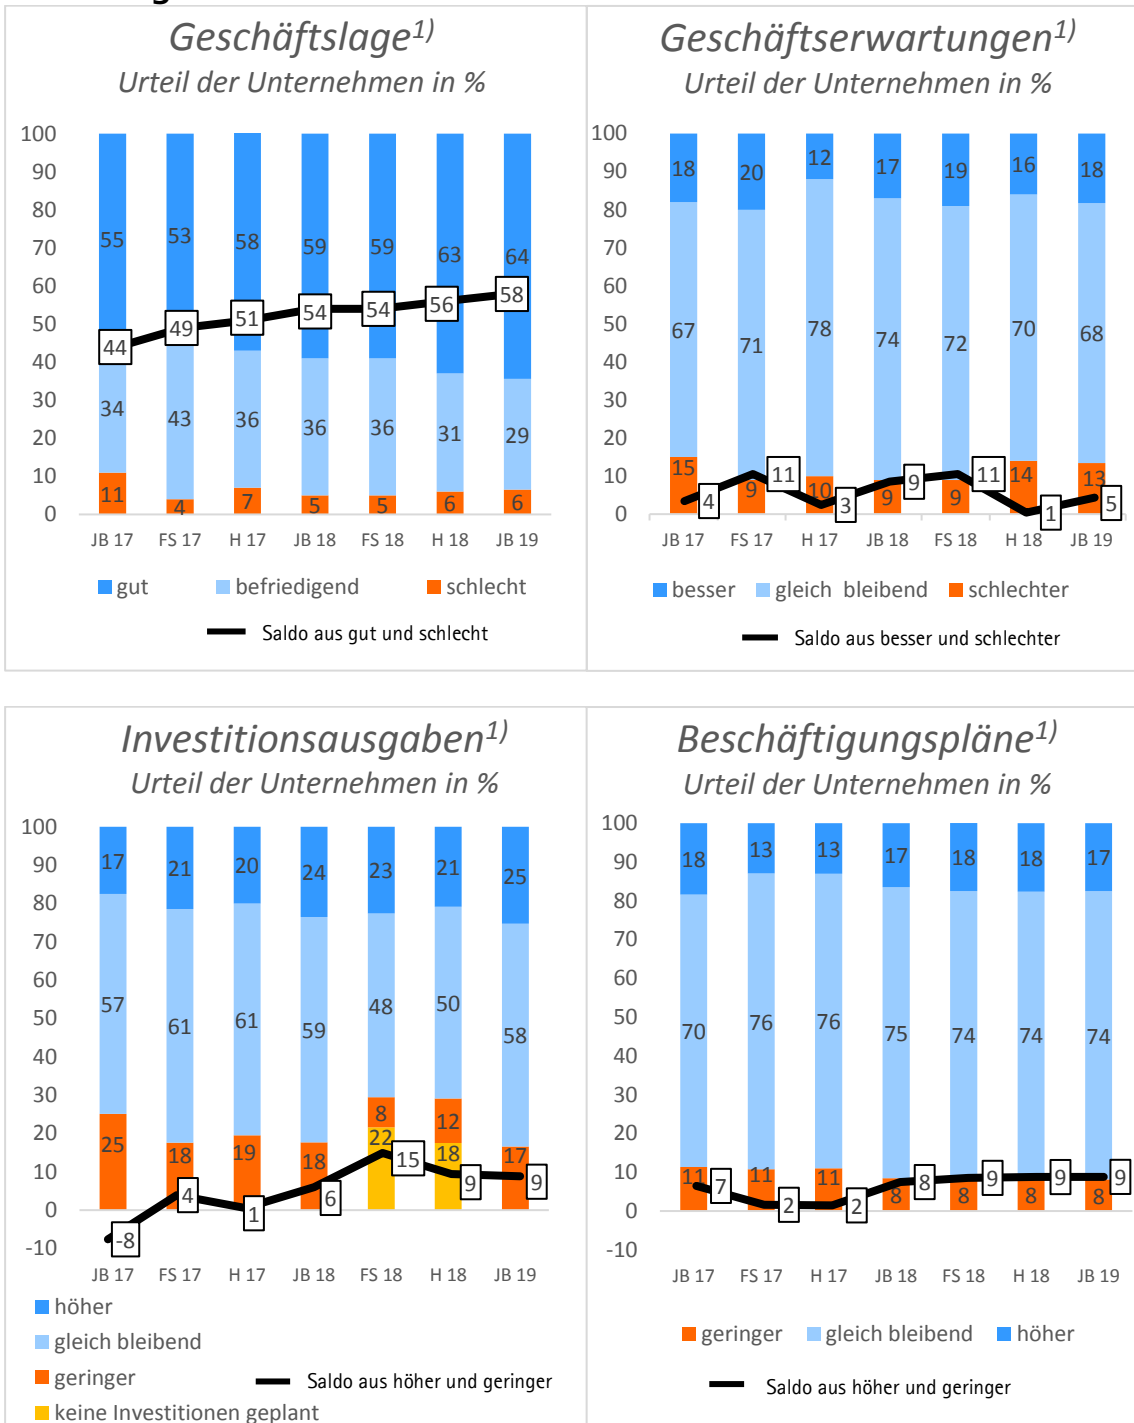 Geschäftslage1)
Urteil der Unternehmen in %
100
90
80
70
60
50
40
30
20
10
0
55 53 58 59 59 63 64
44 49 51 54 54 56 58
34 43 36 36 36 31 29
11 4 7 5 5 6 6
JB 17 FS 17 H 17 JB 18 FS 18 H 18 JB 19
gut befriedigend schlecht
Saldo aus gut und schlecht
Geschäftserwartungen1)
Urteil der Unternehmen in %
100
90
80
70
60
50
40
30
20
10
0
18 20 12 17 19 16 18
67 71 78 74 72 70 68
15 9 10 9 9 14 13
4 11 3 9 11 1 5
JB 17 FS 17 H 17 JB 18 FS 18 H 18 JB 19
besser gleich bleibend schlechter
Saldo aus besser und schlechter
Investitionsausgaben1)
Urteil der Unternehmen in %
100
90
80
70
60
50
40
30
20
10
0
-10
17 21 20 24 23 21 25
57 61 61 59 48 50 58
25 18 19 18 8 12 17
22 18
-8 4 1 6 15 9 9
JB 17 FS 17 H 17 JB 18 FS 18 H 18 JB 19
höher
gleich bleibend
geringer
keine Investitionen geplant
Saldo aus höher und geringer
Beschäftigungspläne1)
Urteil der Unternehmen in %
100
90
80
70
60
50
40
30
20
10
0
-10
18 13 13 17 18 18 17
70 76 76 75 74 74 74
11 11 11 8 8 8 8
7 2 2 8 9 9 9
JB 17 FS 17 H 17 JB 18 FS 18 H 18 JB 19
geringer gleich bleibend höher
Saldo aus höher und geringer